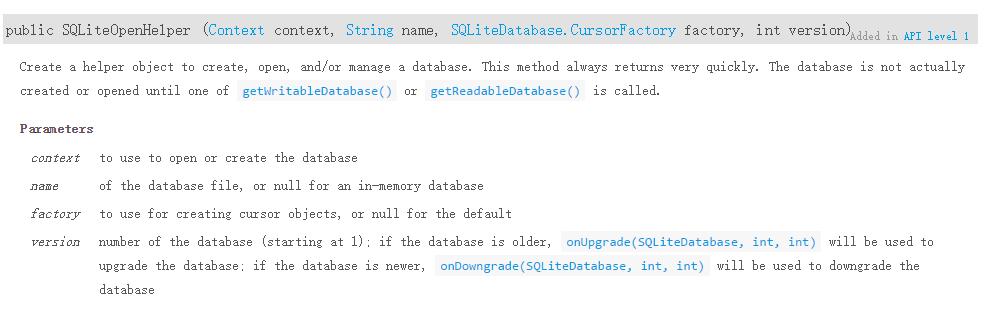 public SQLiteOpenHelper (Context context, String name, SQLiteDatabase.CursorFactory factory, int version) Added in API level 1
Create a helper object to create, open, and/or manage a database. This method always returns very quickly. The database is not actually
created or opened until one of getWritableDatabase() or getReadableDatabase() is called.
Parameters
context to use to open or create the database
name of the database file, or null for an in-memory database
factory to use for creating cursor objects, or null for the default
version number of the database (starting at 1); if the database is older, onUpgrade(SQLiteDatabase, int, int) will be used to
upgrade the database; if the database is newer, onDowngrade(SQLiteDatabase, int, int) will be used to downgrade the
database